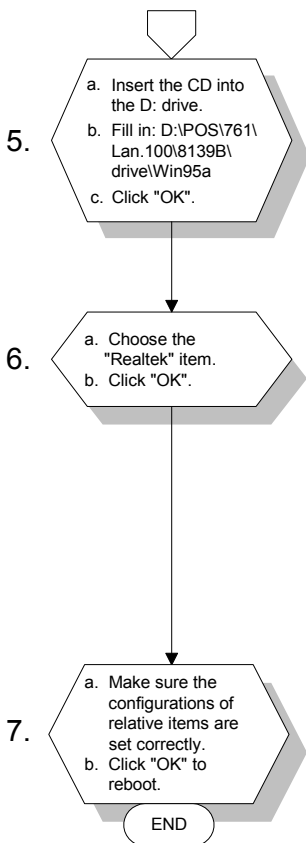 5.
a. Insert the CD into
the D: drive.
b. Fill in: D:\POS\761\
Lan.100\8139B\
drive\Win95a
c. Click "OK".
6.
a. Choose the
"Realtek" item.
b. Click "OK".
7.
a. Make sure the
configurations of
relative items are
set correctly.
b. Click "OK" to
reboot.
END